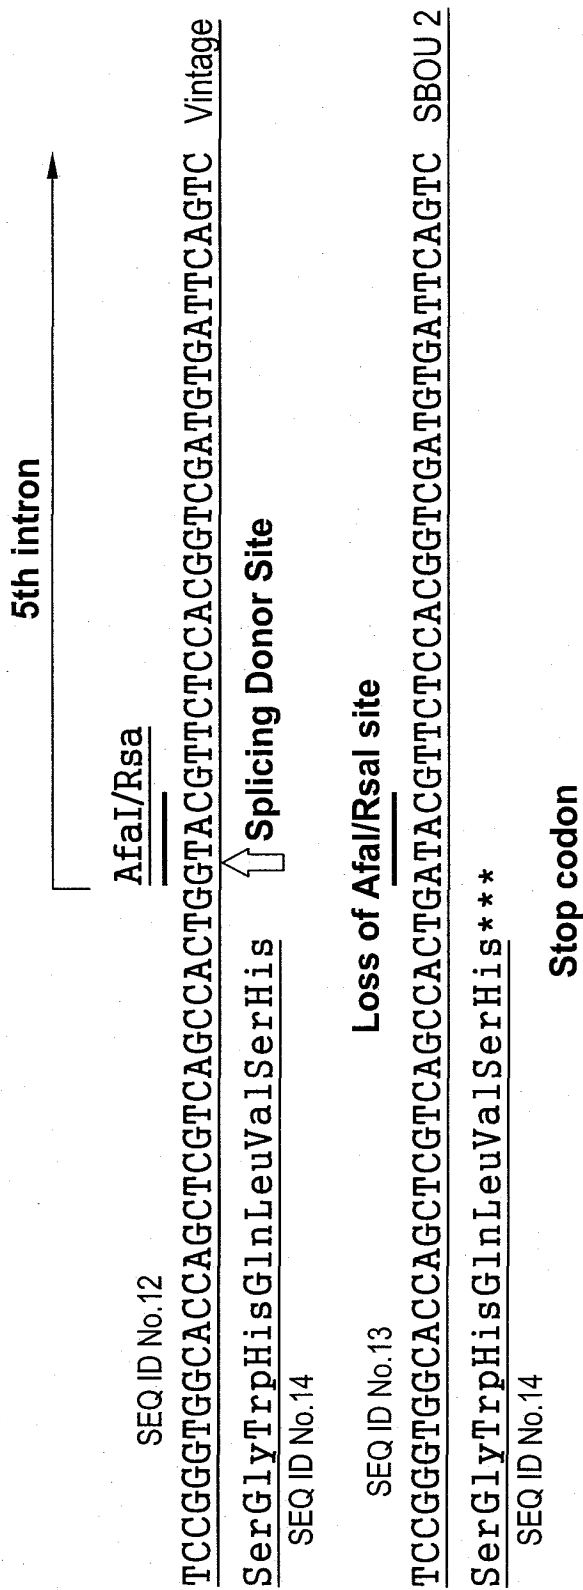 5th intron
AfaI/Rsa
SEQ ID No.12
TCCGGGTGGCACCAGCTCGTCAGCCACTGGTACGTTCTCCACGGTCGATGTGATTCAGTC Vintage
SerGlyTrpHisGlnLeuValSerHis
Splicing Donor Site
SEQ ID No.14
Loss of AfaI/RsaI site
SEQ ID No.13
TCCGGGTGGCACCAGCTCGTCAGCCACTGATACGTTCTCCACGGTCGATGTGATTCAGTC SBOU 2
SerGlyTrpHisGlnLeuValSerHis***
SEQ ID No.14
Stop codon